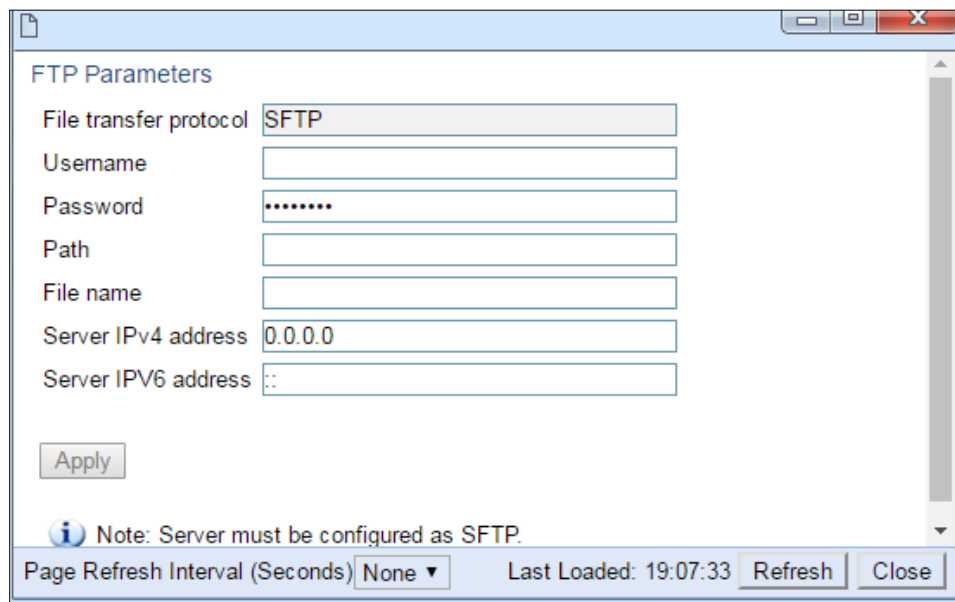 FTP Parameters
File transfer protocol SFTP
Username
Password ••••••••
Path
File name
Server IPv4 address 0.0.0.0
Server IPV6 address ::
Apply
Note: Server must be configured as SFTP.
Page Refresh Interval (Seconds) None ▼ Last Loaded: 19:07:33 Refresh Close